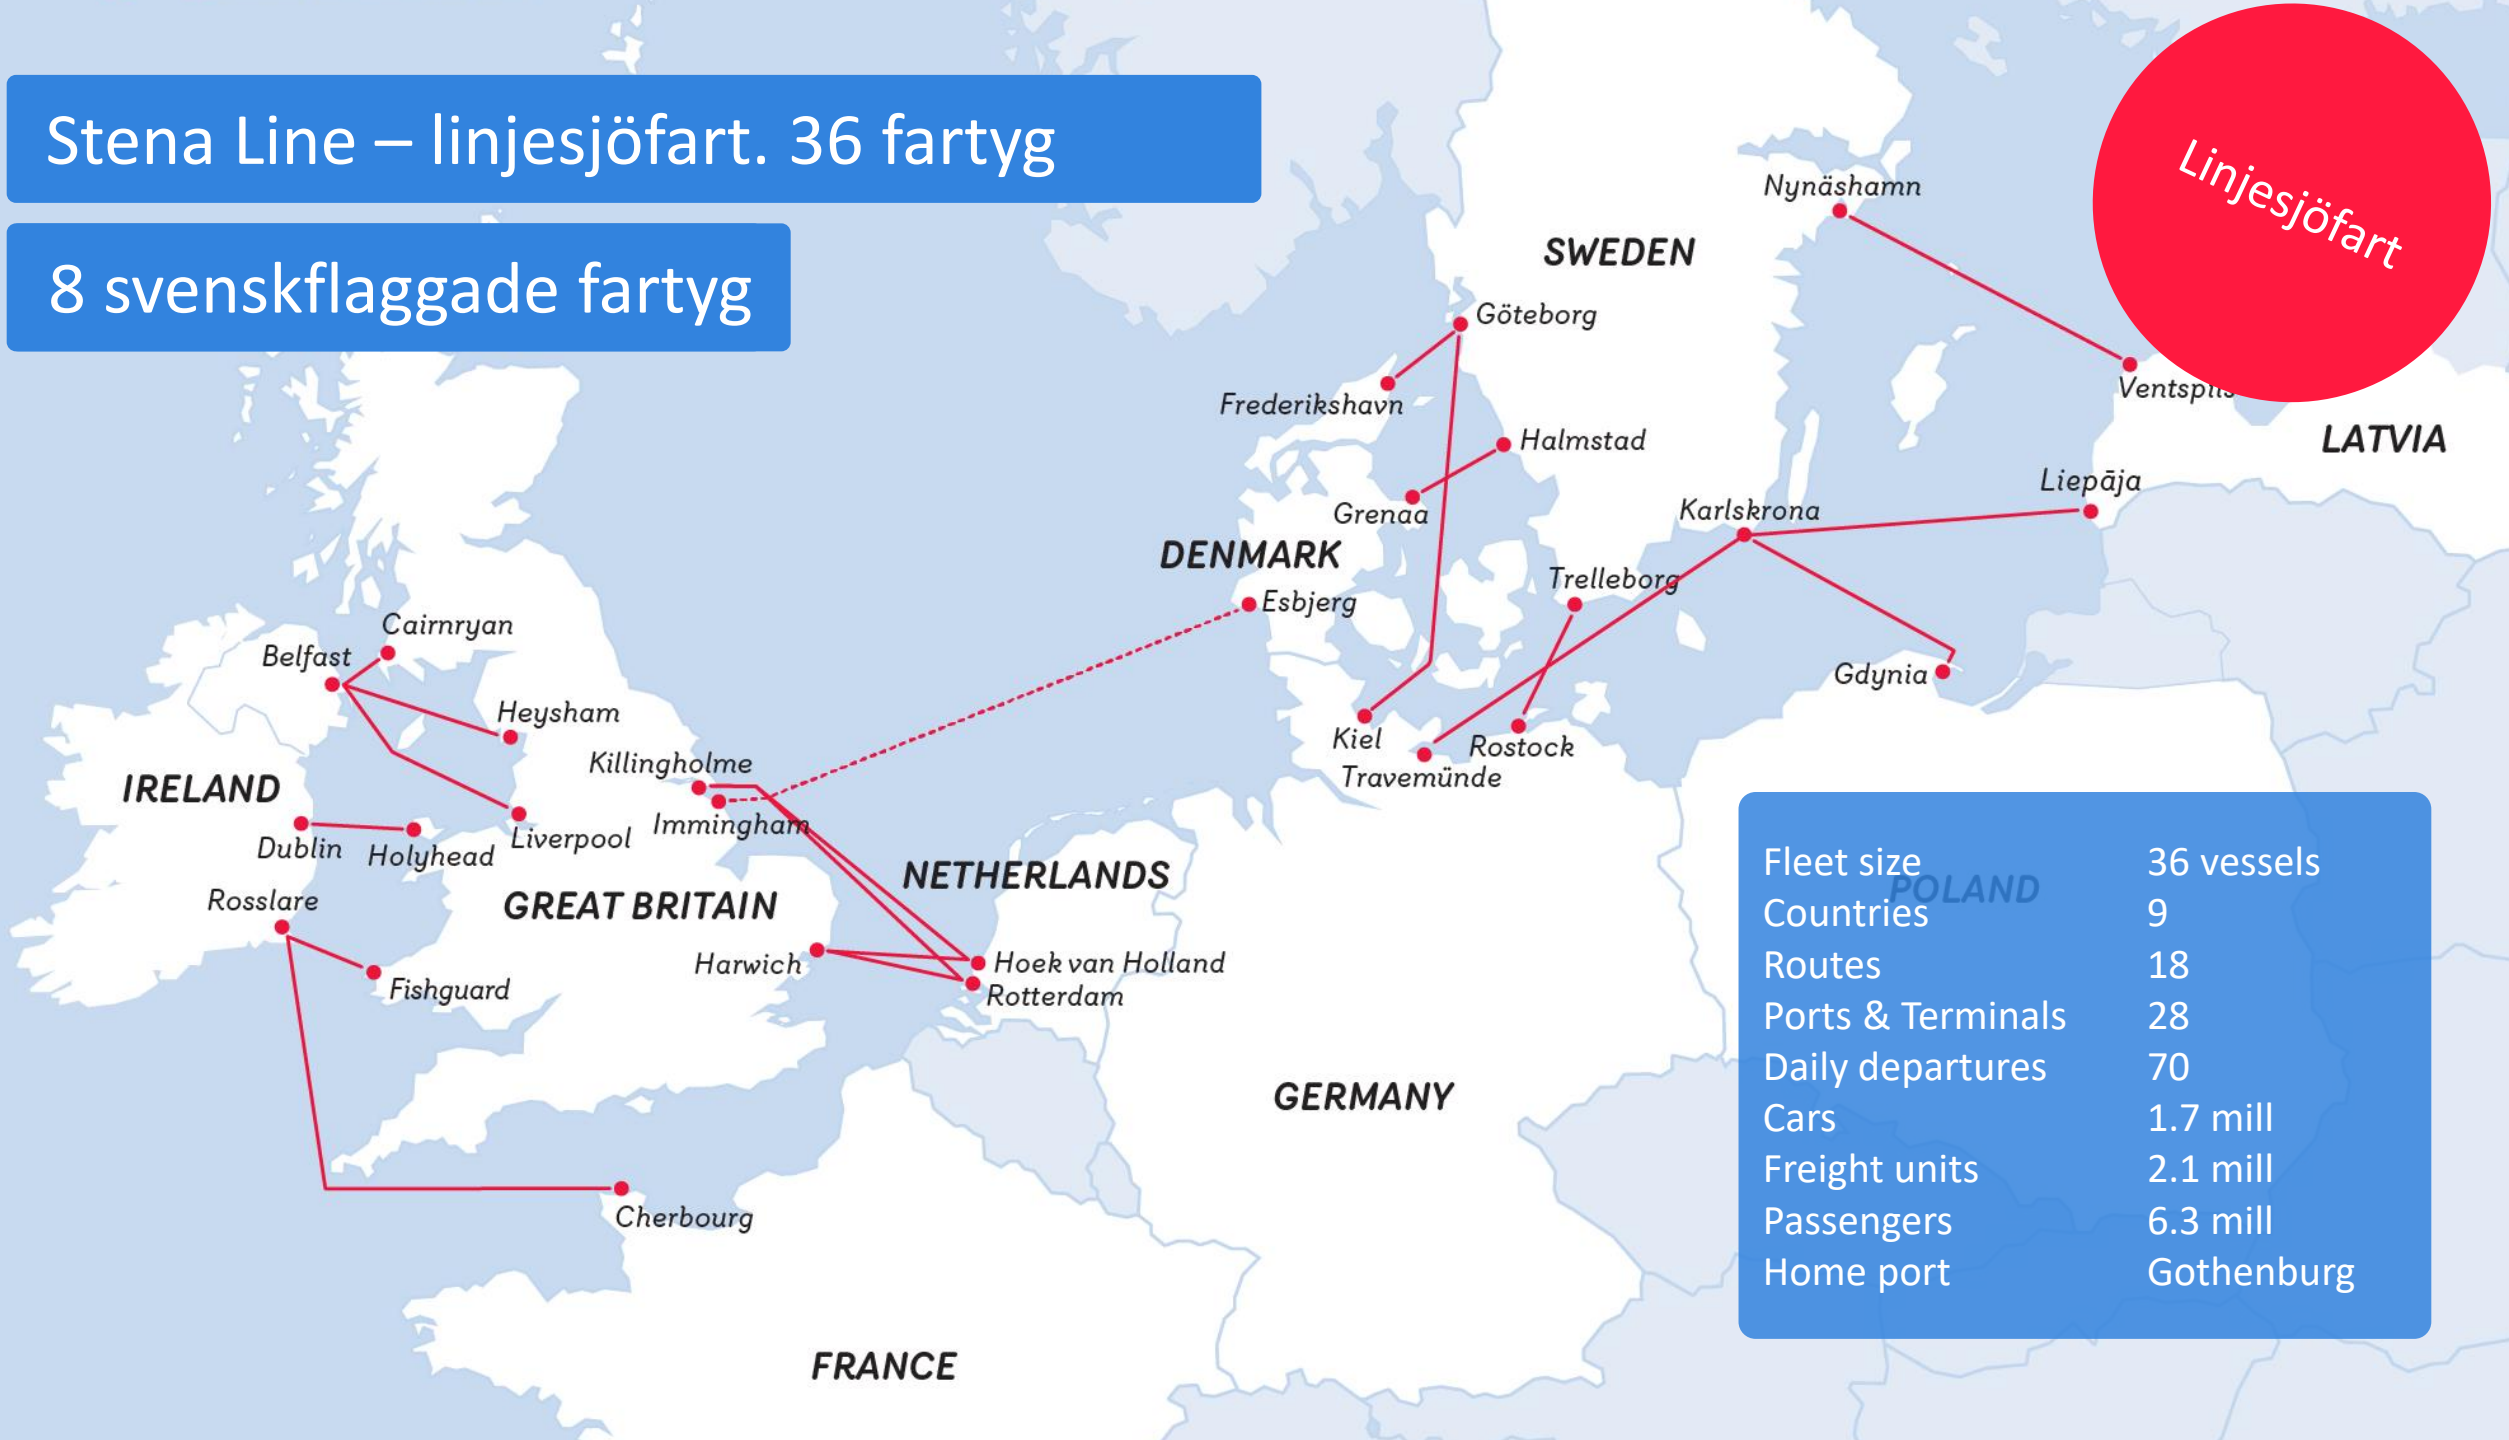 Stena Line – linjesjöfart. 36 fartyg
8 svenskflaggade fartyg
Linjesjöfart
Nynäshamn
SWEDEN
Göteborg
Ventspils
Frederikshavn
Halmstad
LATVIA
Liepāja
Grenaa
Karlskrona
DENMARK
Trelleborg
Esbjerg
Cairnryan
Belfast
Gdynia
Heysham
Kiel
Rostock
Killingholme
Travemünde
IRELAND
Immingham
Liverpool
Dublin
Holyhead
NETHERLANDS
Rosslare
GREAT BRITAIN
POLAND
Harwich
Hoek van Holland
Fishguard
Rotterdam
GERMANY
Cherbourg
FRANCE
Fleet size 36 vessels
Countries 9
Routes 18
Ports & Terminals 28
Daily departures 70
Cars 1.7 mill
Freight units 2.1 mill
Passengers 6.3 mill
Home port Gothenburg